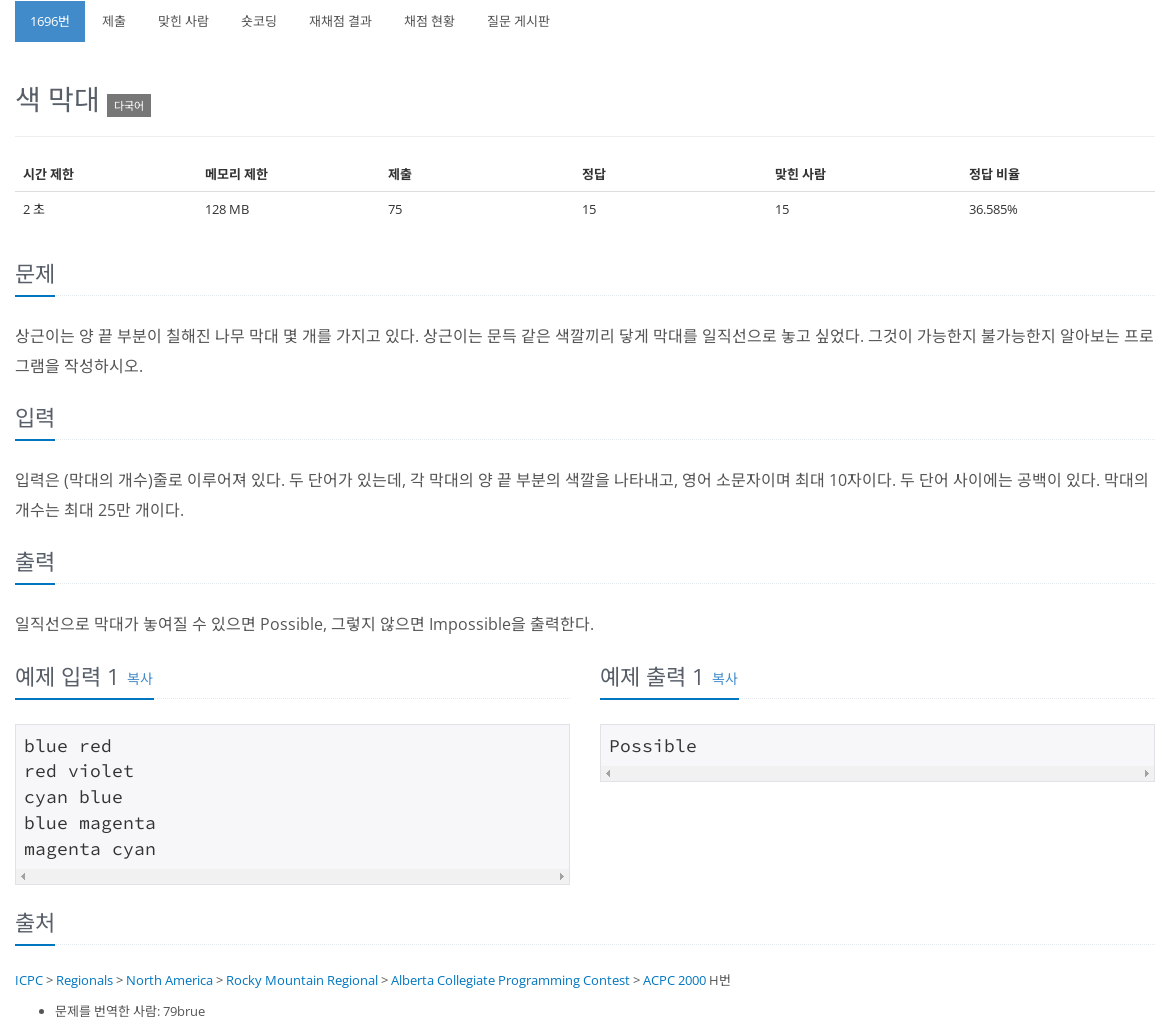 1696번 제출 맞힌 사람 숏코딩 재채점 결과 채점 현황 질문 게시판
색 막대 다국어
시간 제한 메모리 제한 제출 정답 맞힌 사람 정답 비율
2 초 128 MB 75 15 15 36.585%
문제
상근이는 양 끝 부분이 칠해진 나무 막대 몇 개를 가지고 있다. 상근이는 문득 같은 색깔끼리 닿게 막대를 일직선으로 놓고 싶었다. 그것이 가능한지 불가능한지 알아보는 프로
그램을 작성하시오.
입력
입력은 (막대의 개수)줄로 이루어져 있다. 두 단어가 있는데, 각 막대의 양 끝 부분의 색깔을 나타내고, 영어 소문자이며 최대 10자이다. 두 단어 사이에는 공백이 있다. 막대의
개수는 최대 25만 개이다.
출력
일직선으로 막대가 놓여질 수 있으면 Possible, 그렇지 않으면 Impossible을 출력한다.
예제 입력 1 복사
blue red
red violet
cyan blue
blue magenta
magenta cyan
예제 출력 1 복사
Possible
출처
ICPC > Regionals > North America > Rocky Mountain Regional > Alberta Collegiate Programming Contest > ACPC 2000 H번
• 문제를 번역한 사람: 79brue